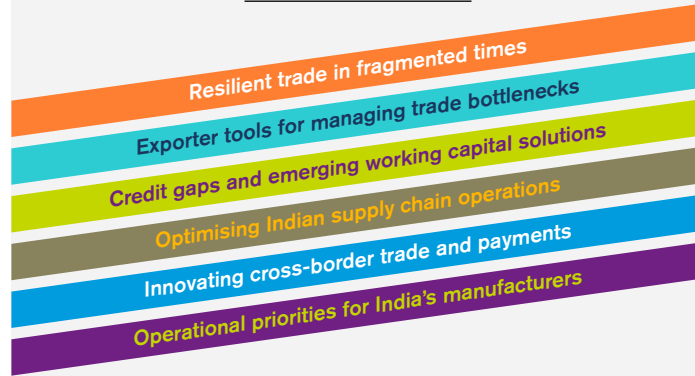 Resilient trade in fragmented times
Exporter tools for managing trade bottlenecks
Credit gaps and emerging working capital solutions
Optimising Indian supply chain operations
Innovating cross-border trade and payments
Operational priorities for India’s manufacturers